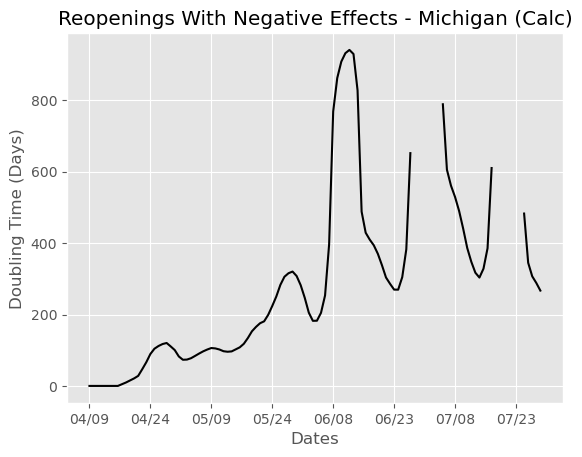 Reopenings With Negative Effects - Michigan (Calc)
Doubling Time (Days)
800
600
400
200
0
04/09 04/24 05/09 05/24 06/08 06/23 07/08 07/23
Dates